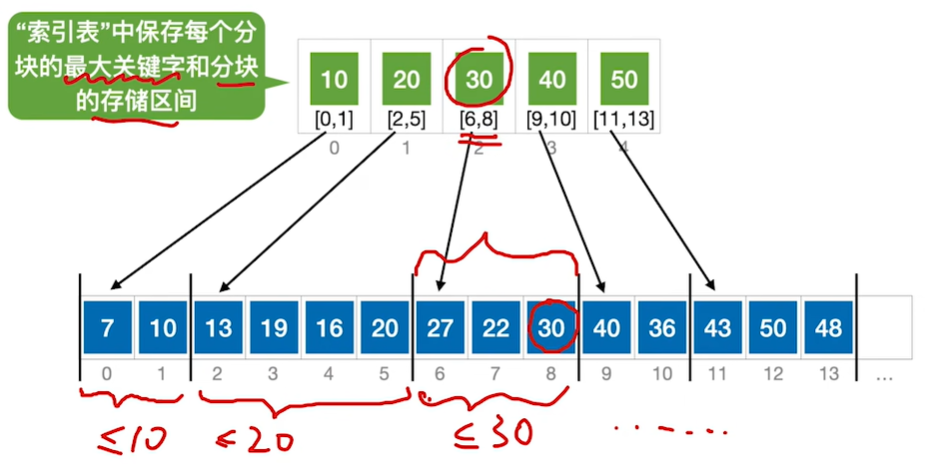 “索引表”中保存每个分
块的最大关键字和分块
的存储区间
10 20 30 40 50
[0,1] [2,5] [6,8] [9,10] [11,13]
0 1 2 3 4
7 10 13 19 16 20 27 22 30 40 36 43 50 48
0 1 2 3 4 5 6 7 8 9 10 11 12 13 ...
≤10 ≤20 ≤30 ......